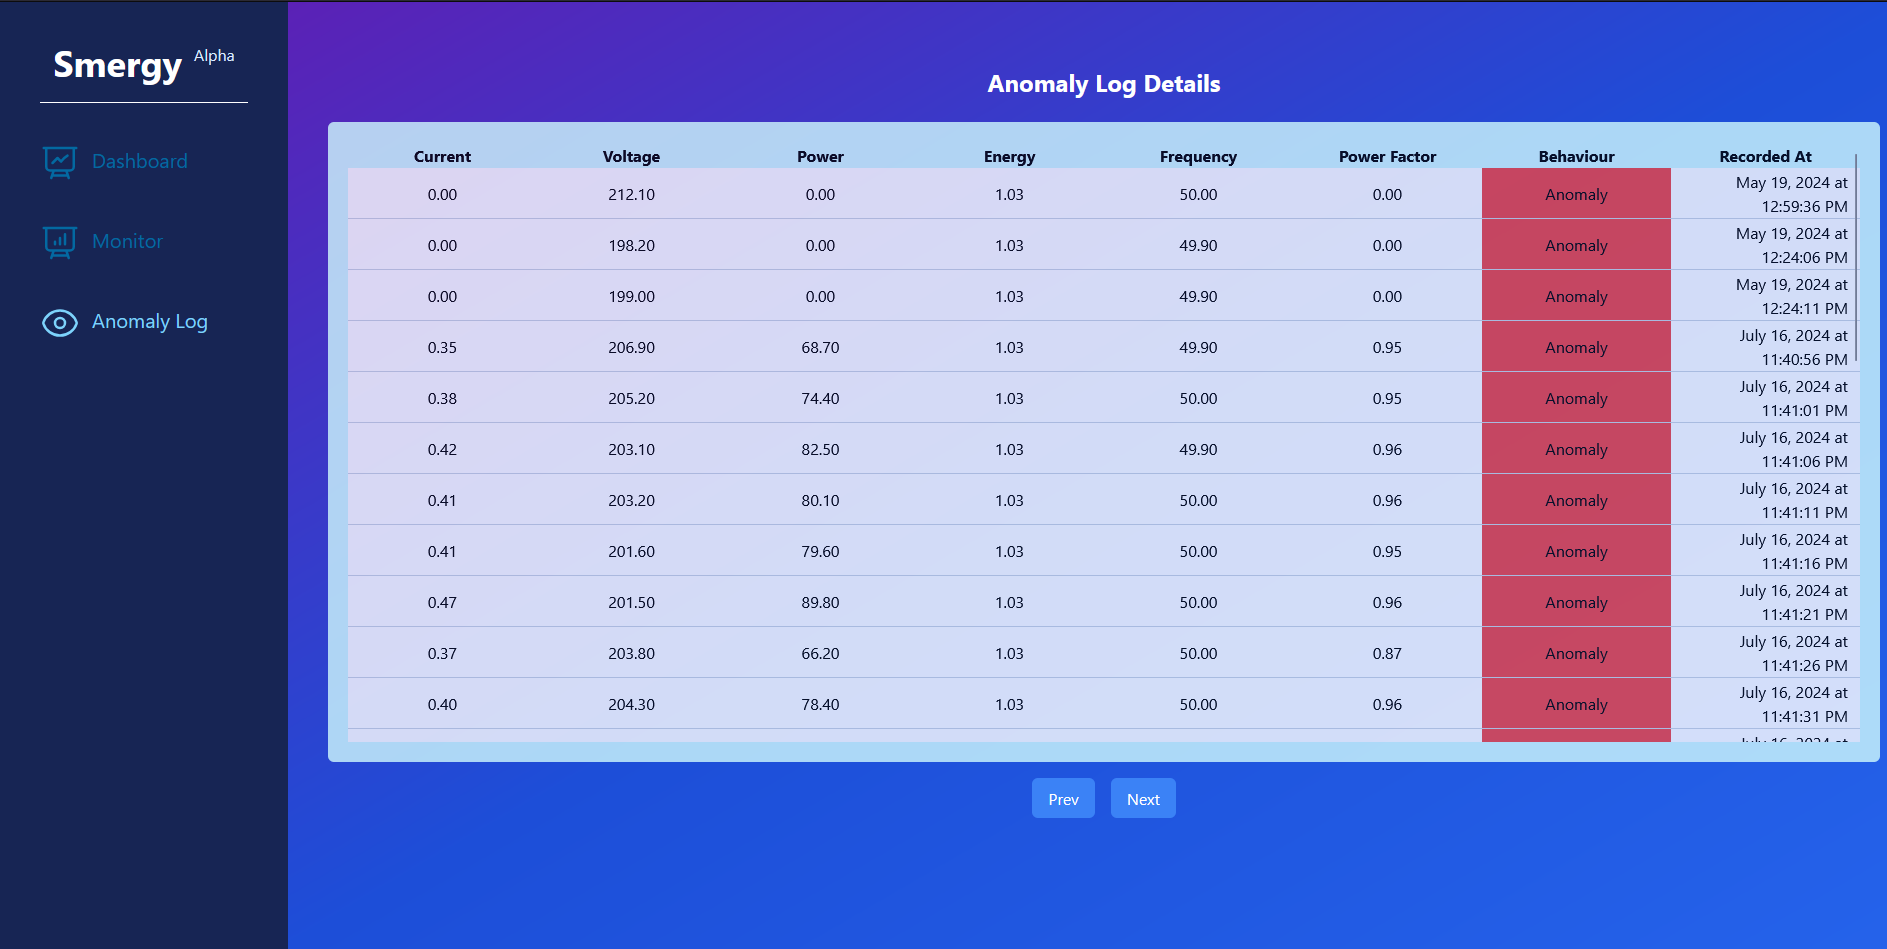 Smergy Alpha
Dashboard
Monitor
Anomaly Log
Anomaly Log Details
Current Voltage Power Energy Frequency Power Factor Behaviour Recorded At
0.00 212.10 0.00 1.03 50.00 0.00 Anomaly May 19, 2024 at
12:59:36 PM
0.00 198.20 0.00 1.03 49.90 0.00 Anomaly May 19, 2024 at
12:24:06 PM
0.00 199.00 0.00 1.03 49.90 0.00 Anomaly May 19, 2024 at
12:24:11 PM
0.35 206.90 68.70 1.03 49.90 0.95 Anomaly July 16, 2024 at
11:40:56 PM
0.38 205.20 74.40 1.03 50.00 0.95 Anomaly July 16, 2024 at
11:41:01 PM
0.42 203.10 82.50 1.03 49.90 0.96 Anomaly July 16, 2024 at
11:41:06 PM
0.41 203.20 80.10 1.03 50.00 0.96 Anomaly July 16, 2024 at
11:41:11 PM
0.41 201.60 79.60 1.03 50.00 0.95 Anomaly July 16, 2024 at
11:41:16 PM
0.47 201.50 89.80 1.03 50.00 0.96 Anomaly July 16, 2024 at
11:41:21 PM
0.37 203.80 66.20 1.03 50.00 0.87 Anomaly July 16, 2024 at
11:41:26 PM
0.40 204.30 78.40 1.03 50.00 0.96 Anomaly July 16, 2024 at
11:41:31 PM
July 16, 2024 at
Prev Next